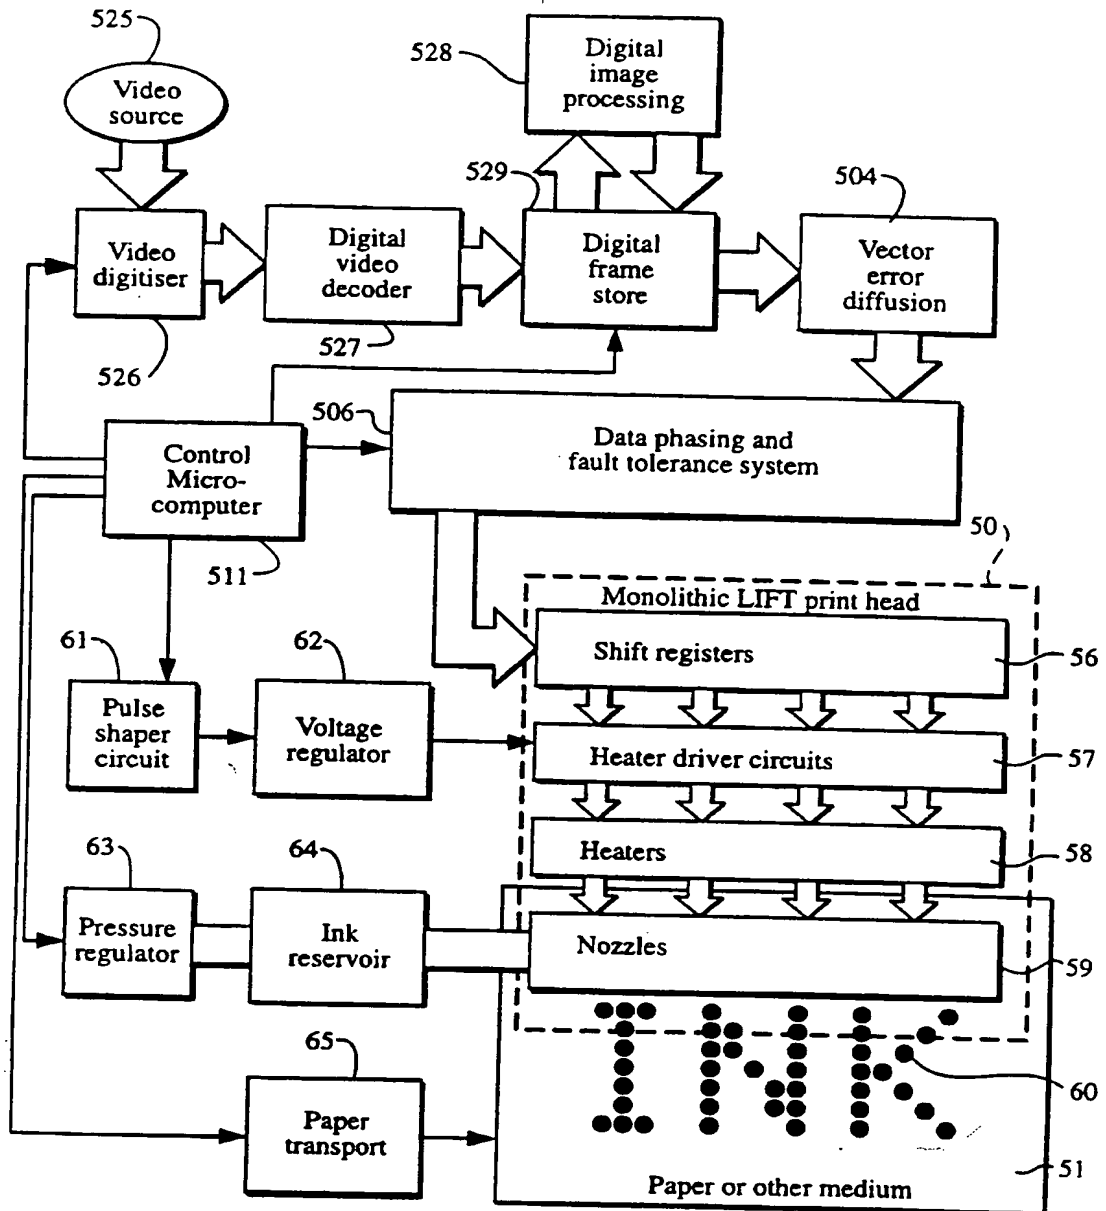 525
Video
source
528
Digital
image
processing
529
504
Video
digitiser
Digital
video
decoder
Digital
frame
store
Vector
error
diffusion
526
527
506
Control
Micro-
computer
Data phasing and
fault tolerance system
511
50
Monolithic LIFT print head
61
62
Shift registers
56
Pulse
shaper
circuit
Voltage
regulator
Heater driver circuits
57
63
64
Heaters
58
Pressure
regulator
Ink
reservoir
Nozzles
59
INK
60
65
Paper
transport
51
Paper or other medium